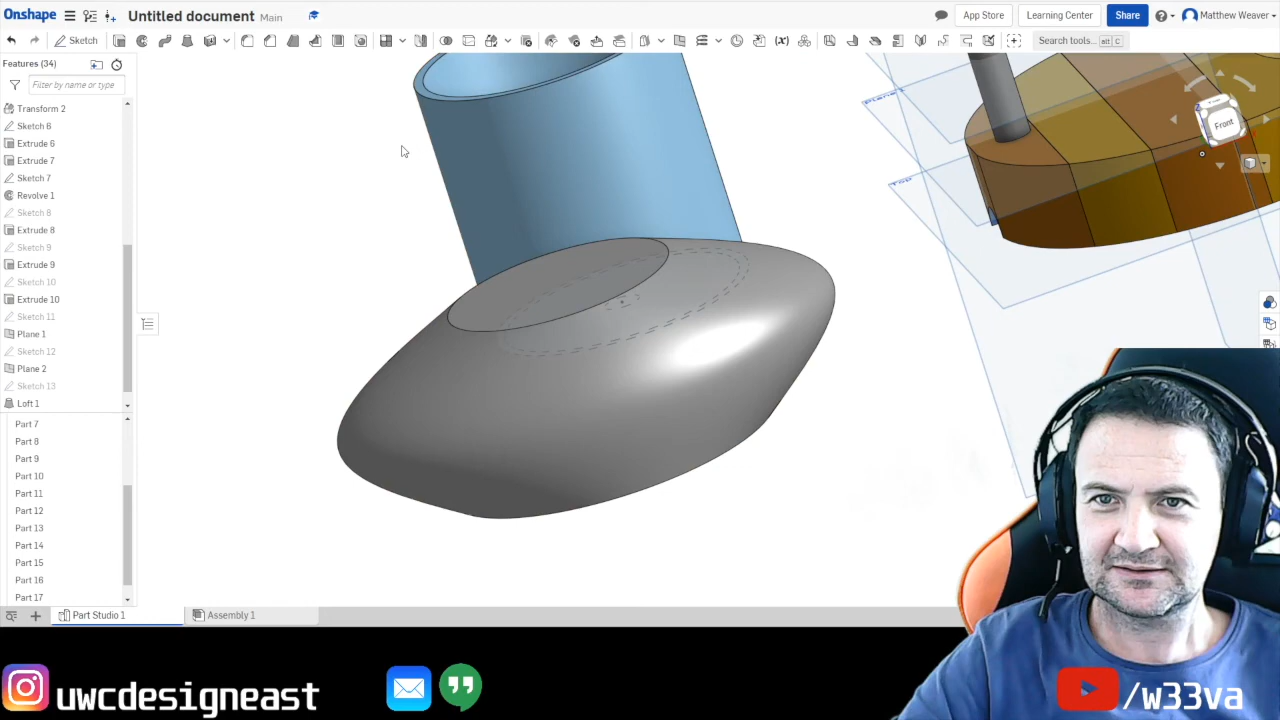 Onshape
Untitled document
Main
App Store
Learning Center
Share
Matthew Weaver
Sketch
(x)
Search tools...
alt C
Features (34)
Filter by name or type
Transform 2
Sketch 6
Extrude 6
Extrude 7
Sketch 7
Revolve 1
Sketch 8
Extrude 8
Sketch 9
Extrude 9
Sketch 10
Extrude 10
Sketch 11
Plane 1
Sketch 12
Plane 2
Sketch 13
Loft 1
Part 7
Part 8
Part 9
Part 10
Part 11
Part 12
Part 13
Part 14
Part 15
Part 16
Part 17
Top
Front
Part Studio 1
Assembly 1
uwcdesigneast
/w33va